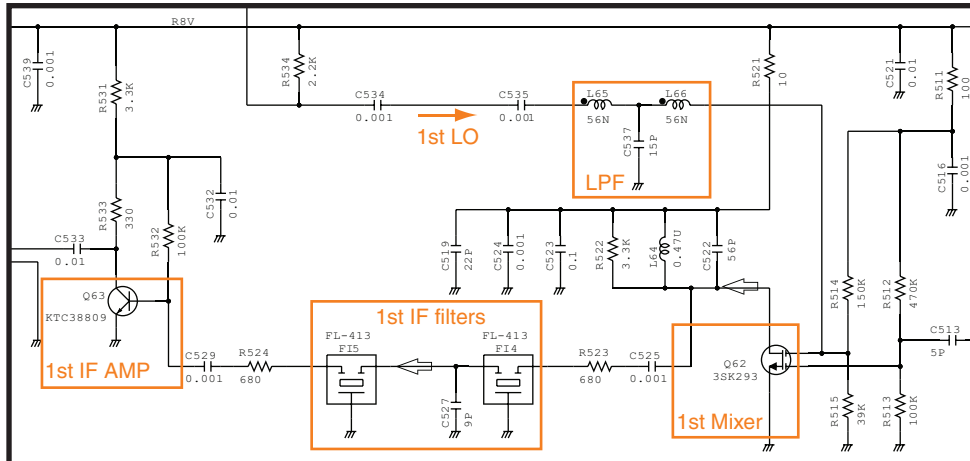 R8V
C539
0.001
R531
3.3K
R534
2.2K
C534
0.001
1st LO
C535
0.001
L65
56N
L66
56N
C537
15P
LPF
R521
10
C521
0.01
R511
100
C516
0.001
C532
0.01
R533
330
R532
100K
C533
0.01
C519
22P
C524
0.001
C523
0.1
R522
3.3K
L64
0.47U
C522
56P
R514
150K
R512
470K
C513
5P
Q63
KTC38809
1st IF AMP
C529
0.001
R524
680
1st IF filters
FL-413
FI5
FL-413
FI4
C527
9P
R523
680
C525
0.001
Q62
3SK293
1st Mixer
R515
39K
R513
100K